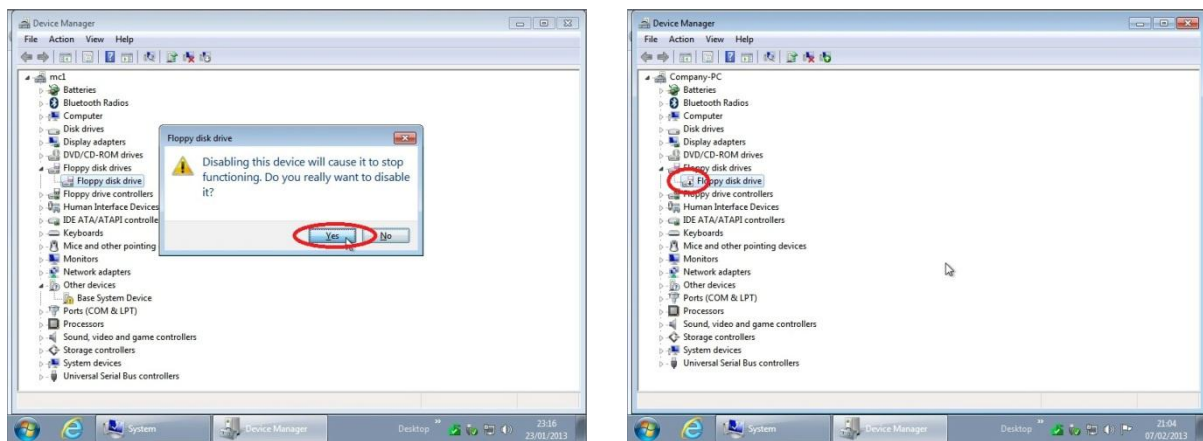 Device Manager
File Action View Help
mc1
Batteries
Bluetooth Radios
Computer
Disk drives
Display adapters
DVD/CD-ROM drives
Floppy disk drives
Floppy disk drive
Floppy drive controllers
Human Interface Devices
IDE ATA/ATAPI controlle
Keyboards
Mice and other pointing
Monitors
Network adapters
Other devices
Base System Device
Ports (COM & LPT)
Processors
Sound, video and game controllers
Storage controllers
System devices
Universal Serial Bus controllers
Floppy disk drive
Disabling this device will cause it to stop
functioning. Do you really want to disable
it?
Yes No
System Device Manager Desktop 23:16
23/01/2013
Device Manager
File Action View Help
Company-PC
Batteries
Bluetooth Radios
Computer
Disk drives
Display adapters
DVD/CD-ROM drives
Floppy disk drives
Floppy disk drive
Floppy drive controllers
Human Interface Devices
IDE ATA/ATAPI controllers
Keyboards
Mice and other pointing devices
Monitors
Network adapters
Other devices
Ports (COM & LPT)
Processors
Sound, video and game controllers
Storage controllers
System devices
Universal Serial Bus controllers
System Device Manager Desktop 21:04
07/02/2013